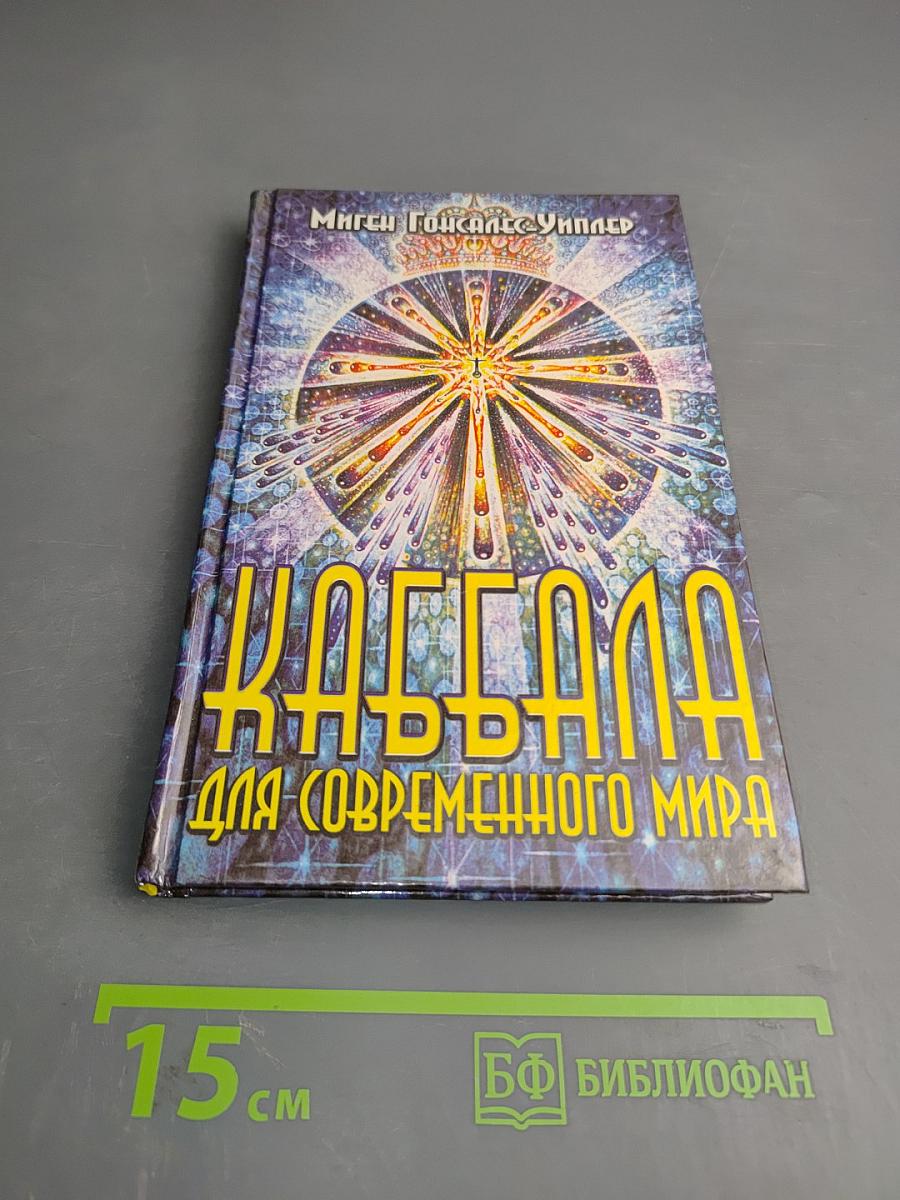 Миген Гонсалес-Уиплер
КАББАЛА
ДЛЯ СОВРЕМЕННОГО МИРА
15 см
БФ БИБЛИОФАН